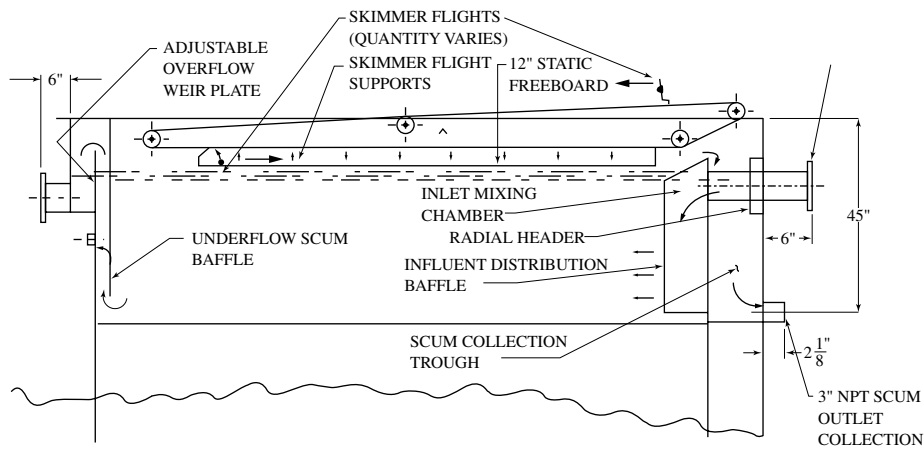 SKIMMER FLIGHTS
(QUANTITY VARIES)
ADJUSTABLE
OVERFLOW
WEIR PLATE
SKIMMER FLIGHT
SUPPORTS
12" STATIC
FREEBOARD
6"
INLET MIXING
CHAMBER
RADIAL HEADER
45"
6"
UNDERFLOW SCUM
BAFFLE
INFLUENT DISTRIBUTION
BAFFLE
SCUM COLLECTION
TROUGH
2 1/8"
3" NPT SCUM
OUTLET
COLLECTION